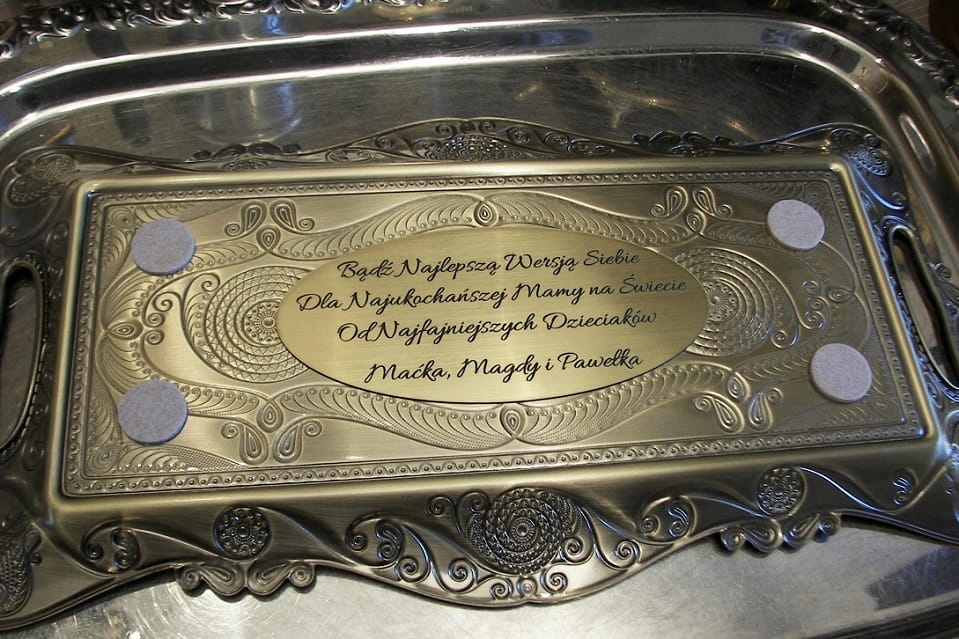 Bądź Najlepszą Wersją Siebie
Dla Najukochańszej Mamy na Świecie
Od Najfajniejszych Dzieciaków
Maćka, Magdy i Pawełka